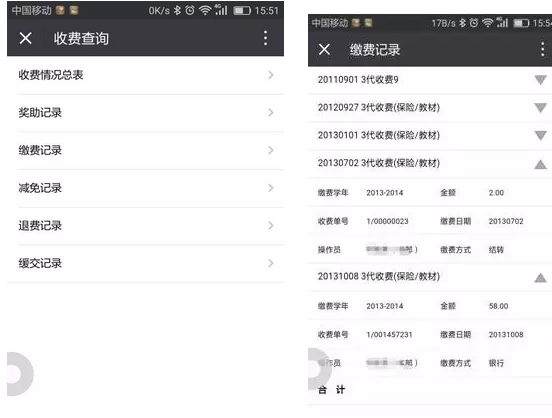 中国移动
0K/s 4G 15:51
收费查询
收费情况总表
奖助记录
缴费记录
减免记录
退费记录
缓交记录
中国移动
17B/s 4G 15:54
缴费记录
20110901 3代收费9
20120927 3代收费(保险/教材)
20130101 3代收费(保险/教材)
20130702 3代收费(保险/教材)
缴费学年 2013-2014 金额 2.00
收费单号 1/00000023 缴费日期 20130702
操作员 ) 缴费方式 结转
20131008 3代收费(保险/教材)
缴费学年 2013-2014 金额 58.00
收费单号 1/001457231 缴费日期 20131008
操作员 ) 缴费方式 银行
合 计